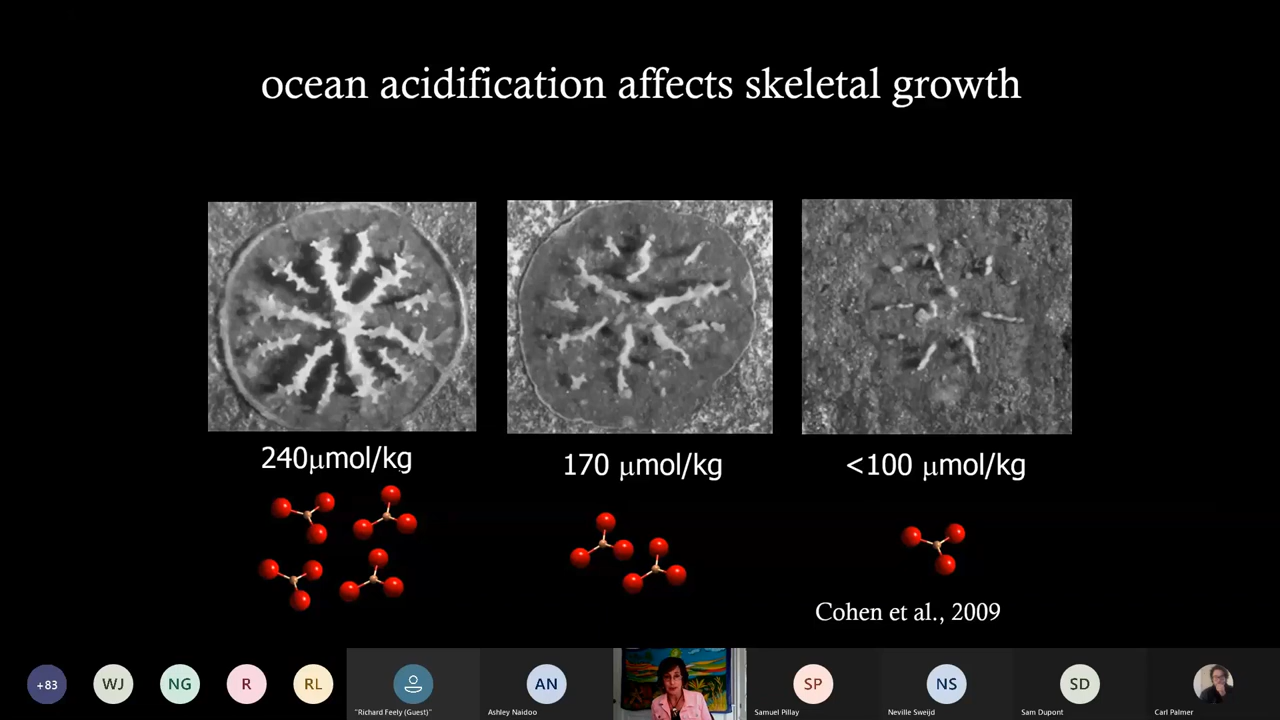 ocean acidification affects skeletal growth
240μmol/kg
170 μmol/kg
<100 μmol/kg
Cohen et al., 2009
+83
WJ
NG
R
RL
"Richard Feely (Guest)"
AN
Ashley Naidoo
SP
Samuel Pillay
NS
Neville Sweijd
SD
Sam Dupont
Carl Palmer